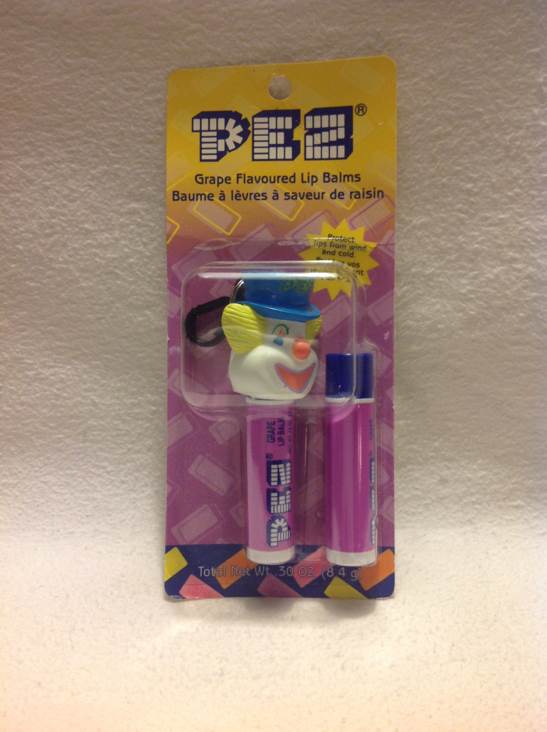 PEZ®
Grape Flavoured Lip Balms
Baume à lèvres à saveur de raisin
Protect
lips from wind
and cold.
GRAPE
LIP BALM
PEZ®
Total Net Wt .30 OZ. (8.4 g)